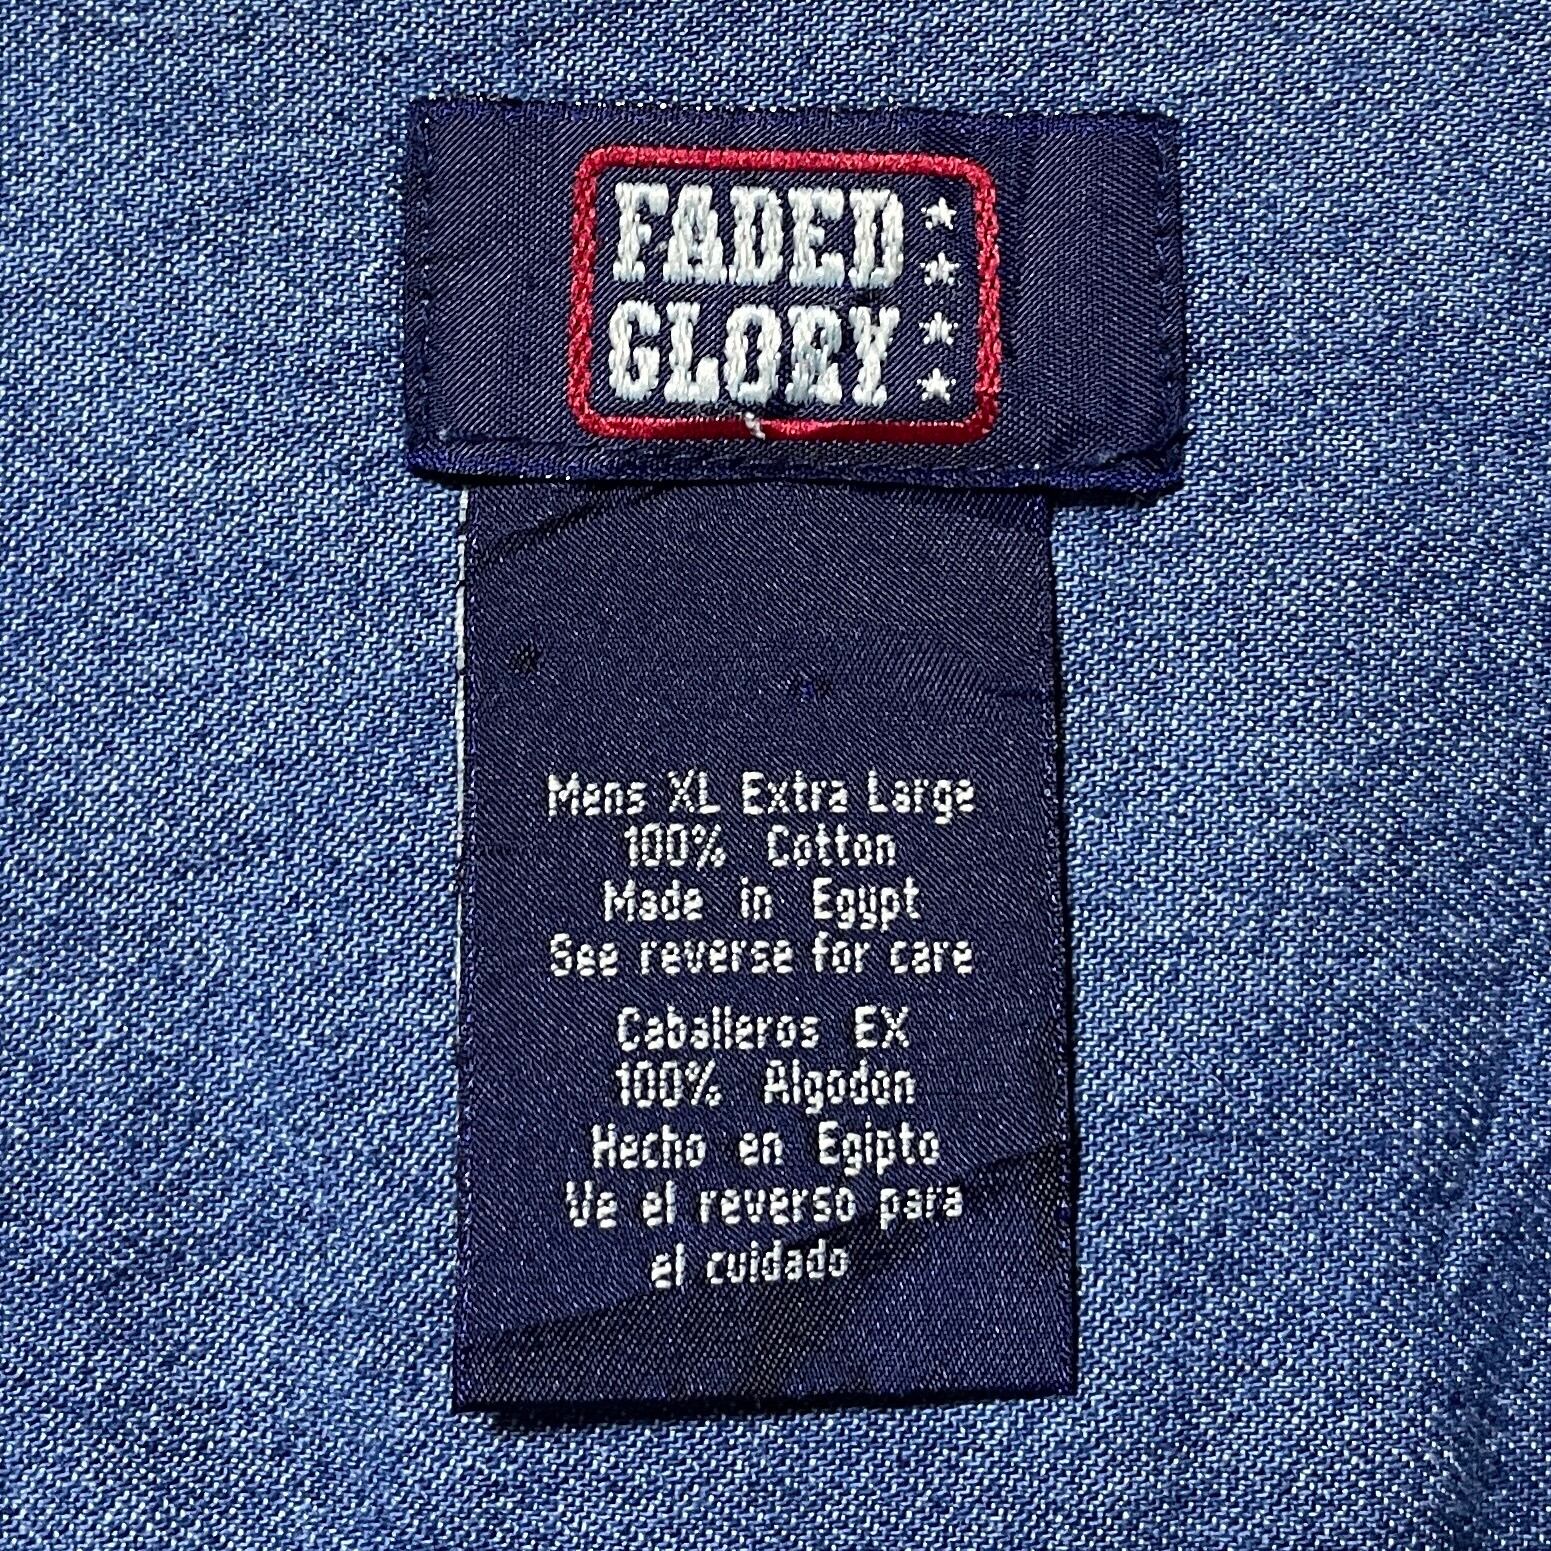 FADED
GLORY
Mens XL Extra Large
100% Cotton
Made in Egypt
See reverse for care
Caballeros EX
100% Algodon
Hecho en Egipto
Ve el reverso para
el cuidado